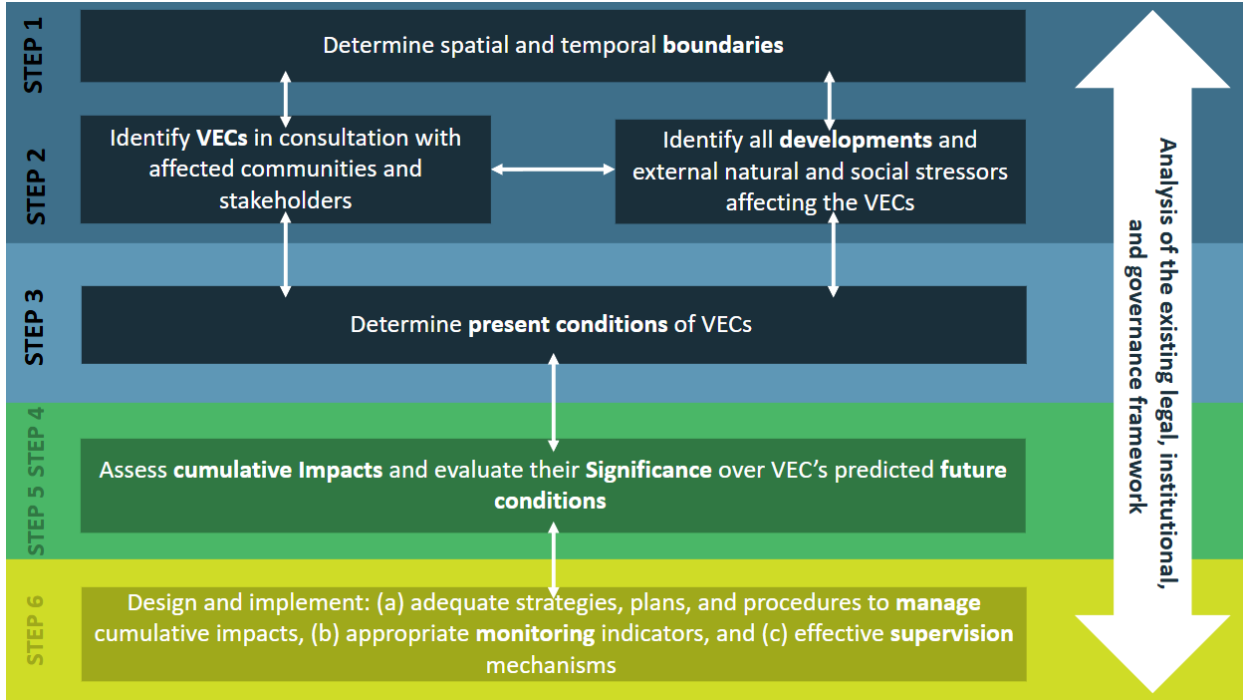 STEP 1
Determine spatial and temporal boundaries
STEP 2
Identify VECs in consultation with
affected communities and
stakeholders
Identify all developments and
external natural and social stressors
affecting the VECs
STEP 3
Determine present conditions of VECs
STEP 5 STEP 4
Assess cumulative Impacts and evaluate their Significance over VEC’s predicted future
conditions
STEP 6
Design and implement: (a) adequate strategies, plans, and procedures to manage
cumulative impacts, (b) appropriate monitoring indicators, and (c) effective supervision
mechanisms
Analysis of the existing legal, institutional,
and governance framework